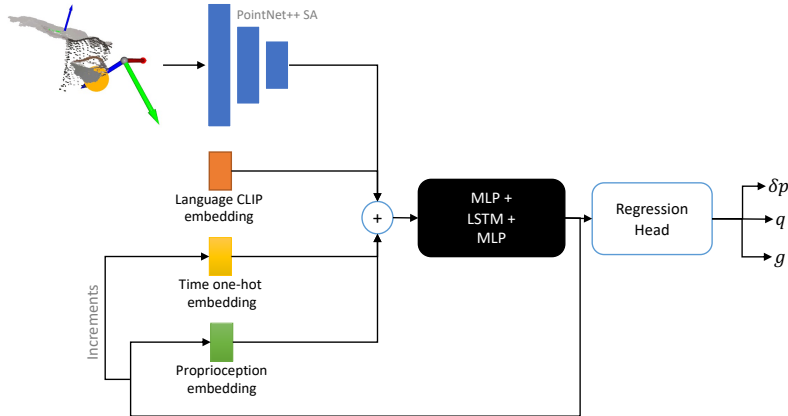 PointNet++ SA
Language CLIP
embedding
+
MLP +
LSTM +
MLP
Regression
Head
δp
q
g
Time one-hot
embedding
Increments
Proprioception
embedding